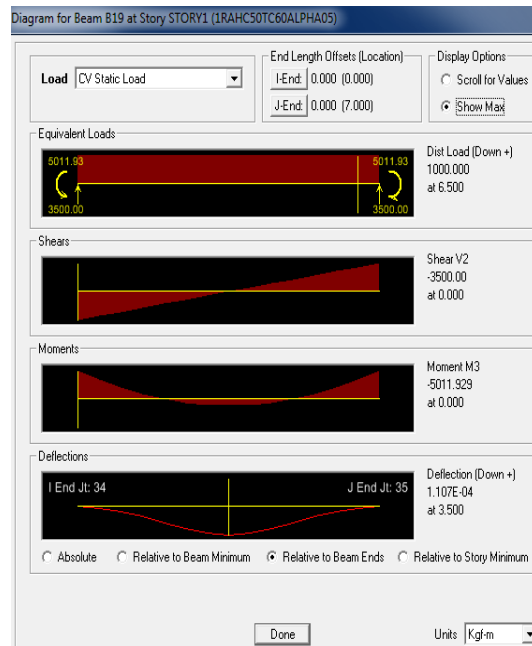 Diagram for Beam B19 at Story STORY1 (1RAHC50TC60ALPHA05)
Load CV Static Load
End Length Offsets (Location)
I-End: 0.000 (0.000)
J-End: 0.000 (7.000)
Display Options
Scroll for Values
Show Max
Equivalent Loads
5011.93 5011.93
3500.00 3500.00
Dist Load (Down +)
1000.000
at 6.500
Shears
Shear V2
-3500.00
at 0.000
Moments
Moment M3
-5011.929
at 0.000
Deflections
I End Jt: 34 J End Jt: 35
Deflection (Down +)
1.107E-04
at 3.500
Absolute Relative to Beam Minimum Relative to Beam Ends Relative to Story Minimum
Done Units Kgf-m